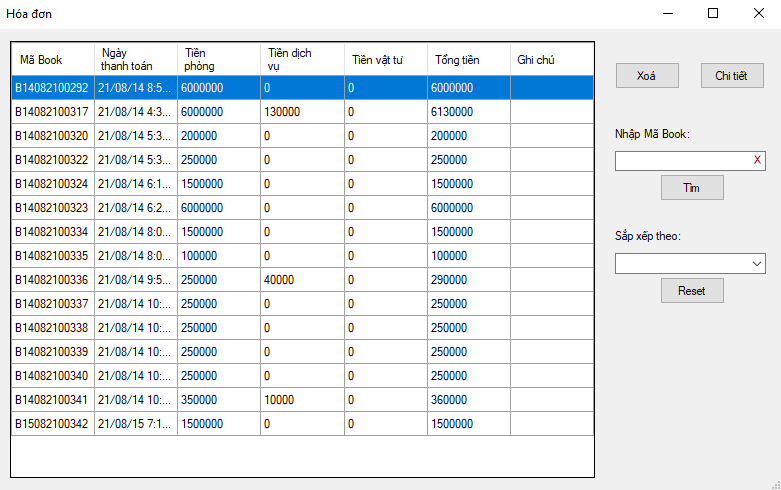 Hóa đơn
Mã Book Ngày thanh toán Tiền phòng Tiền dịch vụ Tiền vật tư Tổng tiền Ghi chú
B14082100292 21/08/14 8:5... 6000000 0 0 6000000
B14082100317 21/08/14 4:3... 6000000 130000 0 6130000
B14082100320 21/08/14 5:3... 200000 0 0 200000
B14082100322 21/08/14 5:3... 250000 0 0 250000
B14082100324 21/08/14 6:1... 1500000 0 0 1500000
B14082100323 21/08/14 6:2... 6000000 0 0 6000000
B14082100334 21/08/14 8:0... 1500000 0 0 1500000
B14082100335 21/08/14 8:0... 100000 0 0 100000
B14082100336 21/08/14 9:5... 250000 40000 0 290000
B14082100337 21/08/14 10:... 250000 0 0 250000
B14082100338 21/08/14 10:... 250000 0 0 250000
B14082100339 21/08/14 10:... 250000 0 0 250000
B14082100340 21/08/14 10:... 250000 0 0 250000
B14082100341 21/08/14 10:... 350000 10000 0 360000
B15082100342 21/08/15 7:1... 1500000 0 0 1500000
Xoá Chi tiết
Nhập Mã Book:
X
Tìm
Sắp xếp theo:
Reset